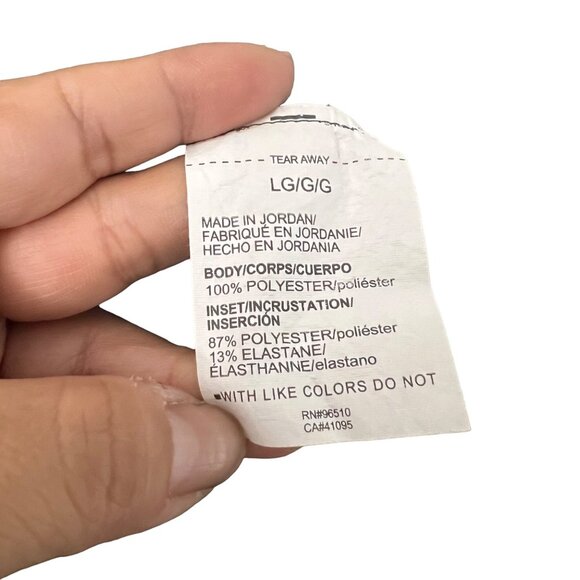 TEAR AWAY
LG/G/G
MADE IN JORDAN/
FABRIQUÉ EN JORDANIE/
HECHO EN JORDANIA
BODY/CORPS/CUERPO
100% POLYESTER/poliéster
INSET/INCRUSTATION/
INSERCIÓN
87% POLYESTER/poliéster
13% ELASTANE/
ÉLASTHANNE/elastano
WITH LIKE COLORS DO NOT
RN#96510
CA#41095